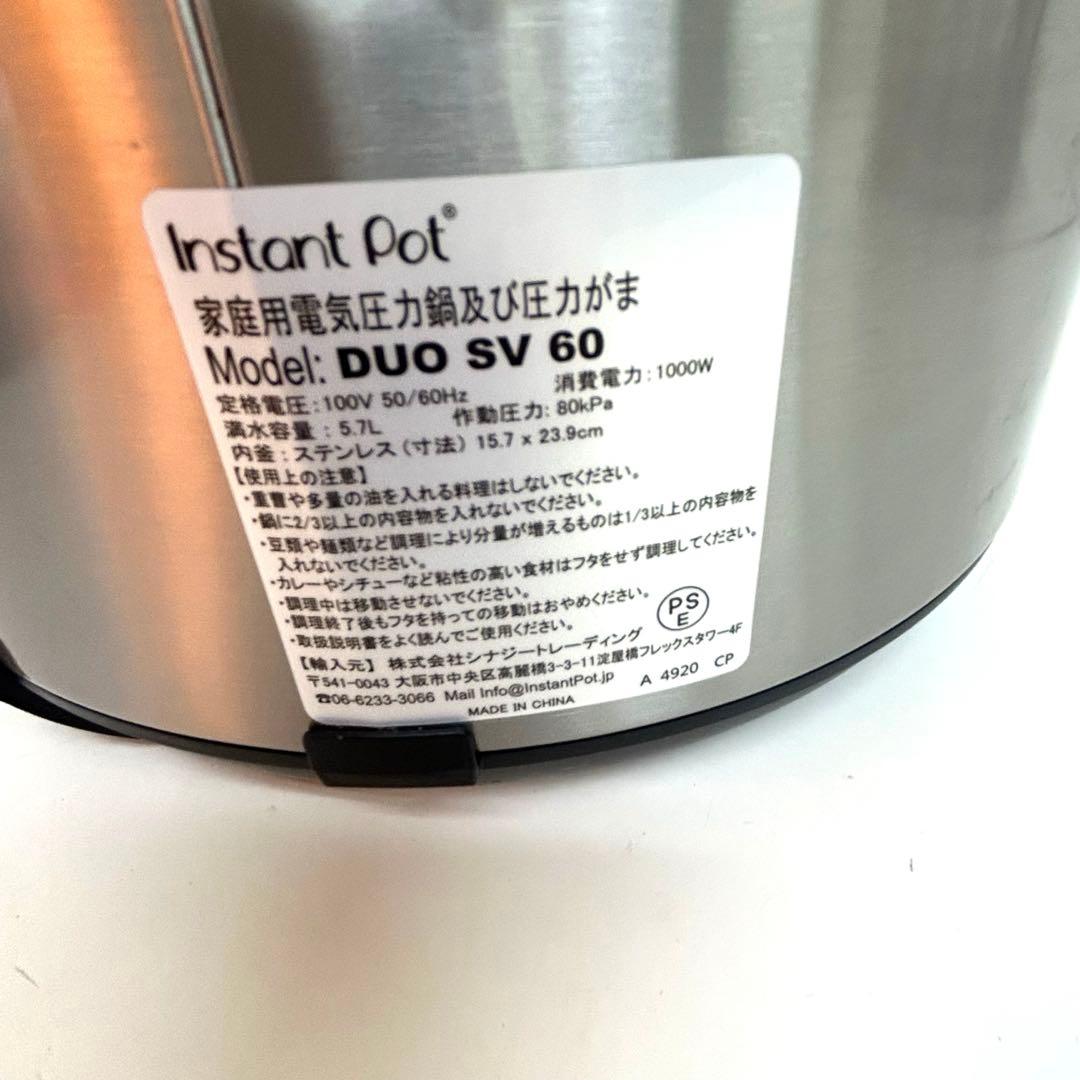 Instant Pot®
家庭用電気圧力鍋及び圧力がま
Model: DUO SV 60
定格電圧:100V 50/60Hz 消費電力:1000W
満水容量:5.7L 作動圧力:80kPa
内釜:ステンレス(寸法) 15.7 x 23.9cm
【使用上の注意】
・重曹や多量の油を入れる料理はしないでください。
・鍋に2/3以上の内容物を入れないでください。
・豆類や麺類など調理により分量が増えるものは1/3以上の内容物を
入れないでください。
・カレーやシチューなど粘性の高い食材はフタをせず調理してください。
・調理中は移動させないでください。
・調理終了後もフタを持っての移動はおやめください。
・取扱説明書をよく読んでご使用ください。
PS
E
【輸入元】 株式会社シナジートレーディング
〒541-0043 大阪市中央区高麗橋3-3-11淀屋橋フレックスタワー4F
☎06-6233-3066 Mail Info@InstantPot.jp A 4920 CP
MADE IN CHINA